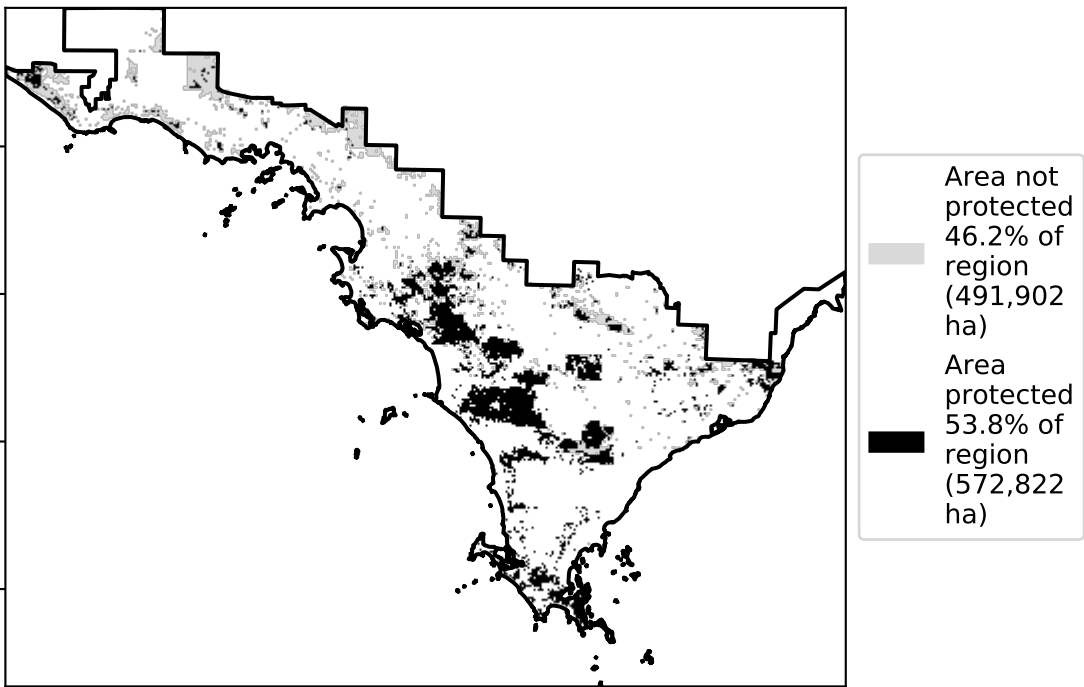 Area not
protected
46.2% of
region
(491,902
ha)
Area
protected
53.8% of
region
(572,822
ha)